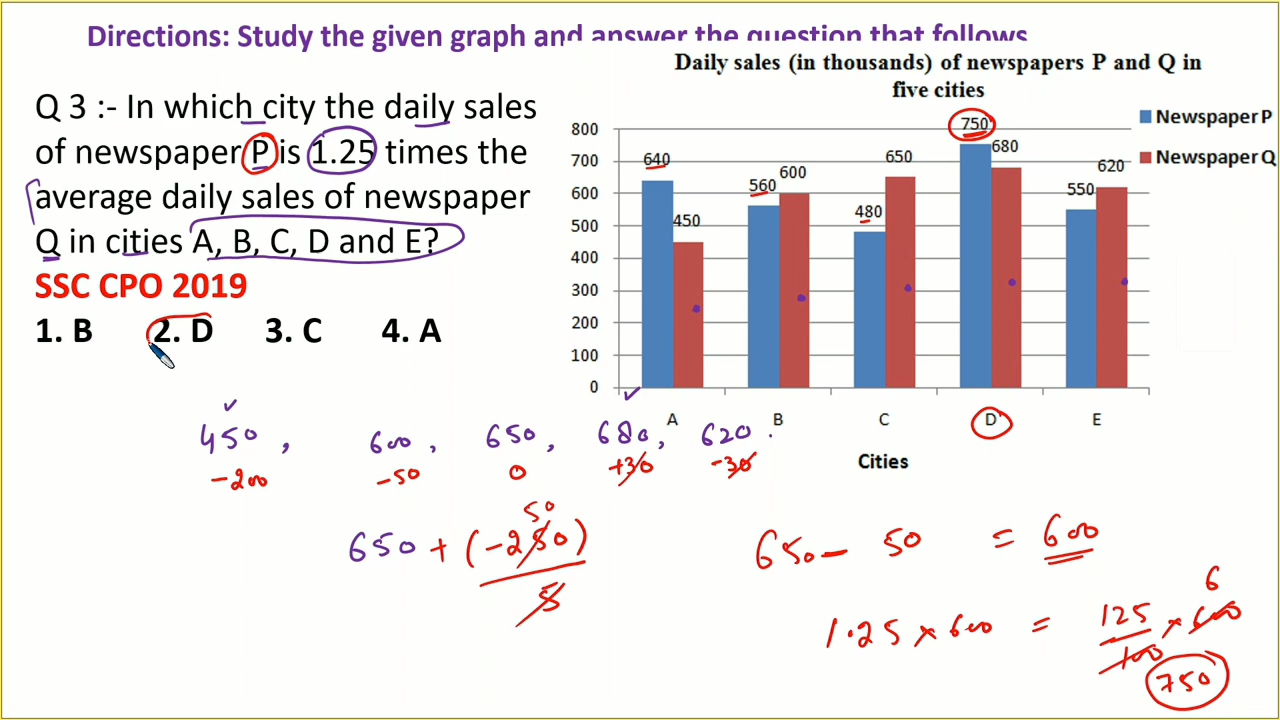 Directions: Study the given graph and answer the question that follows
Q 3 :- In which city the daily sales
of newspaper P is 1.25 times the
average daily sales of newspaper
Q in cities A, B, C, D and E?
SSC CPO 2019
1. B 2. D 3. C 4. A
Daily sales (in thousands) of newspapers P and Q in
five cities
Newspaper P
Newspaper Q
800
700
600
500
400
300
200
100
0
640
450
560
600
480
650
750
680
550
620
A B C D E
Cities
450, 600, 650, 680, 620.
-200 -50 0 +30 -30
50
650 + (-250)
5
650 - 50 = 600
6
1.25 × 600 = 125 × 600
100
750